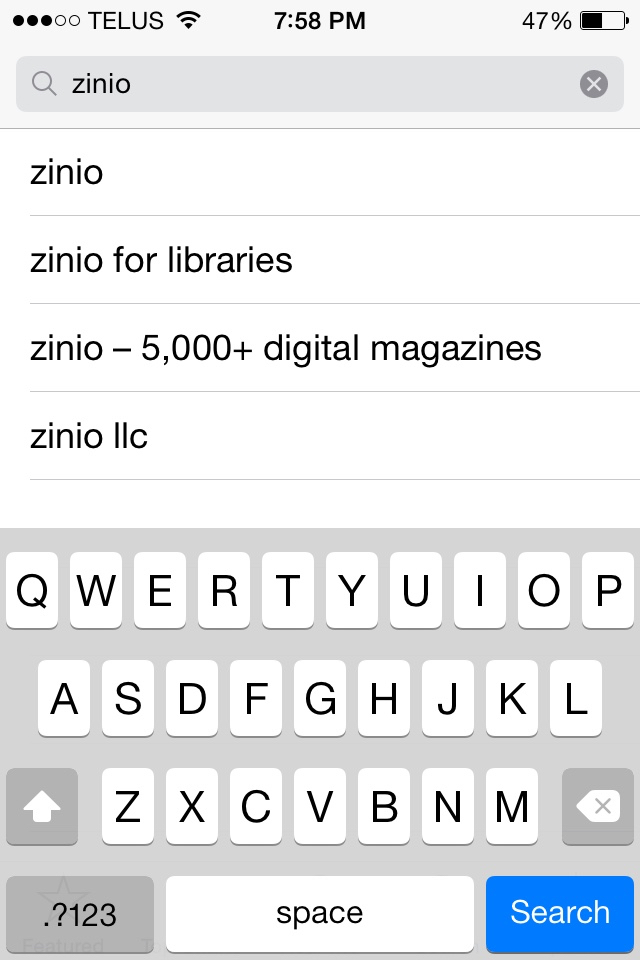 TELUS 7:58 PM 47%
zinio
zinio
zinio for libraries
zinio – 5,000+ digital magazines
zinio llc
Q W E R T Y U I O P
A S D F G H J K L
Z X C V B N M
.?123 space Search
Featured